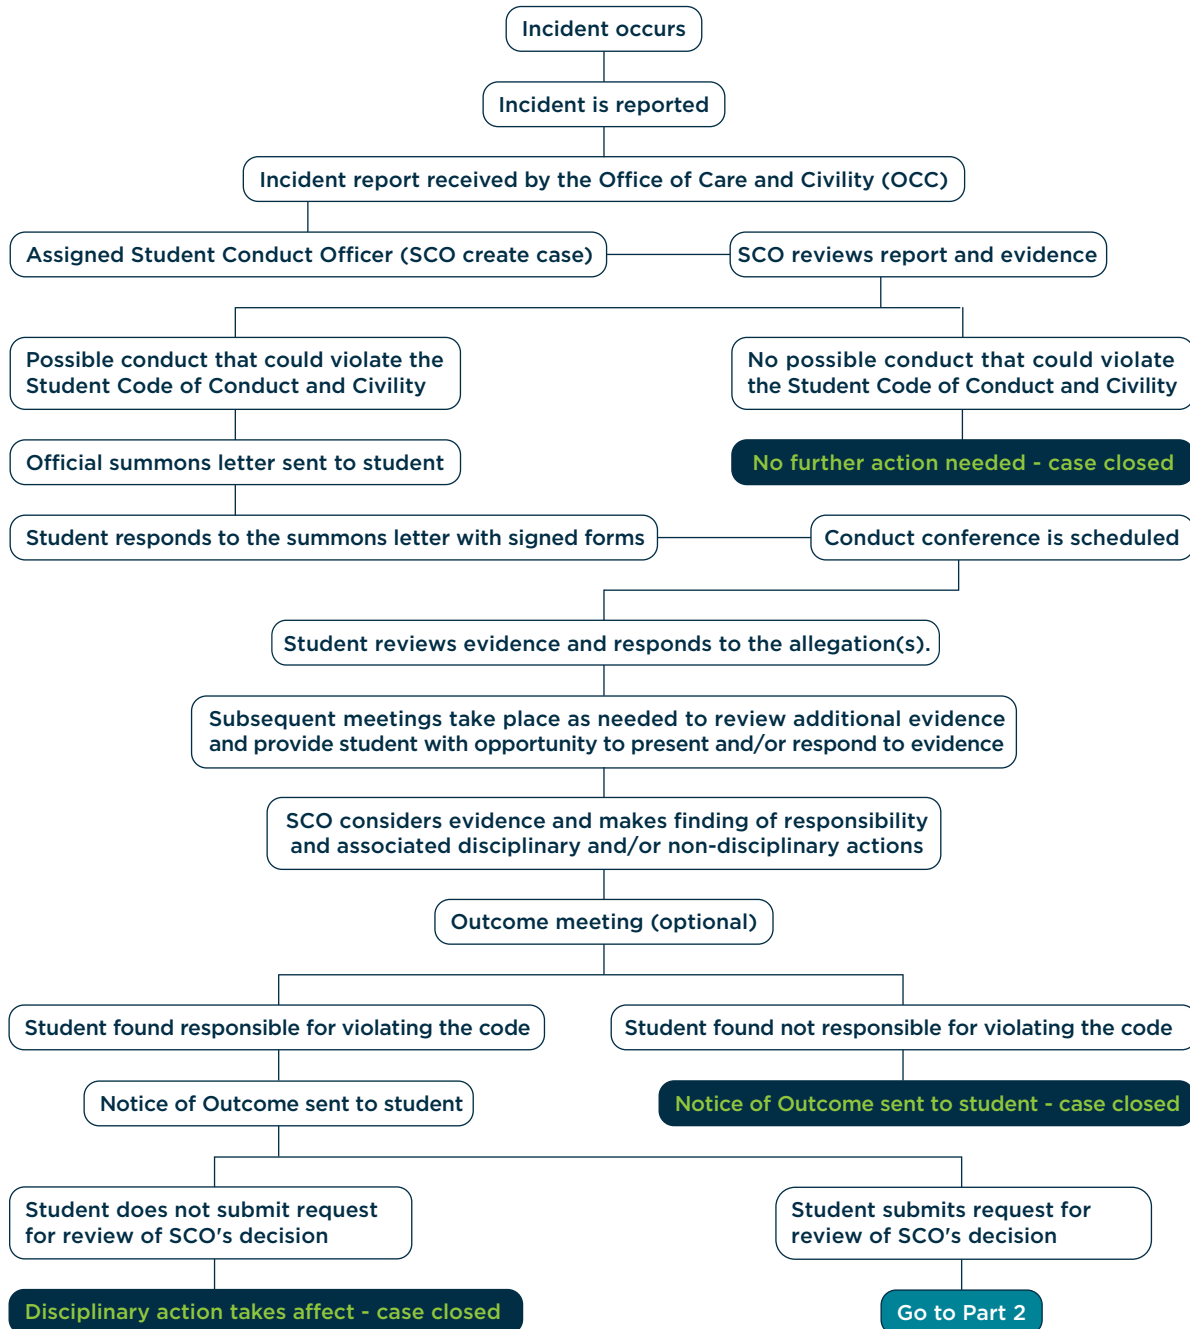 Incident occurs
Incident is reported
Incident report received by the Office of Care and Civility (OCC)
Assigned Student Conduct Officer (SCO create case)
SCO reviews report and evidence
Possible conduct that could violate the
Student Code of Conduct and Civility
No possible conduct that could violate
the Student Code of Conduct and Civility
Official summons letter sent to student
No further action needed - case closed
Student responds to the summons letter with signed forms
Conduct conference is scheduled
Student reviews evidence and responds to the allegation(s).
Subsequent meetings take place as needed to review additional evidence
and provide student with opportunity to present and/or respond to evidence
SCO considers evidence and makes finding of responsibility
and associated disciplinary and/or non-disciplinary actions
Outcome meeting (optional)
Student found responsible for violating the code
Student found not responsible for violating the code
Notice of Outcome sent to student
Notice of Outcome sent to student - case closed
Student does not submit request
for review of SCO's decision
Student submits request for
review of SCO's decision
Disciplinary action takes affect - case closed
Go to Part 2